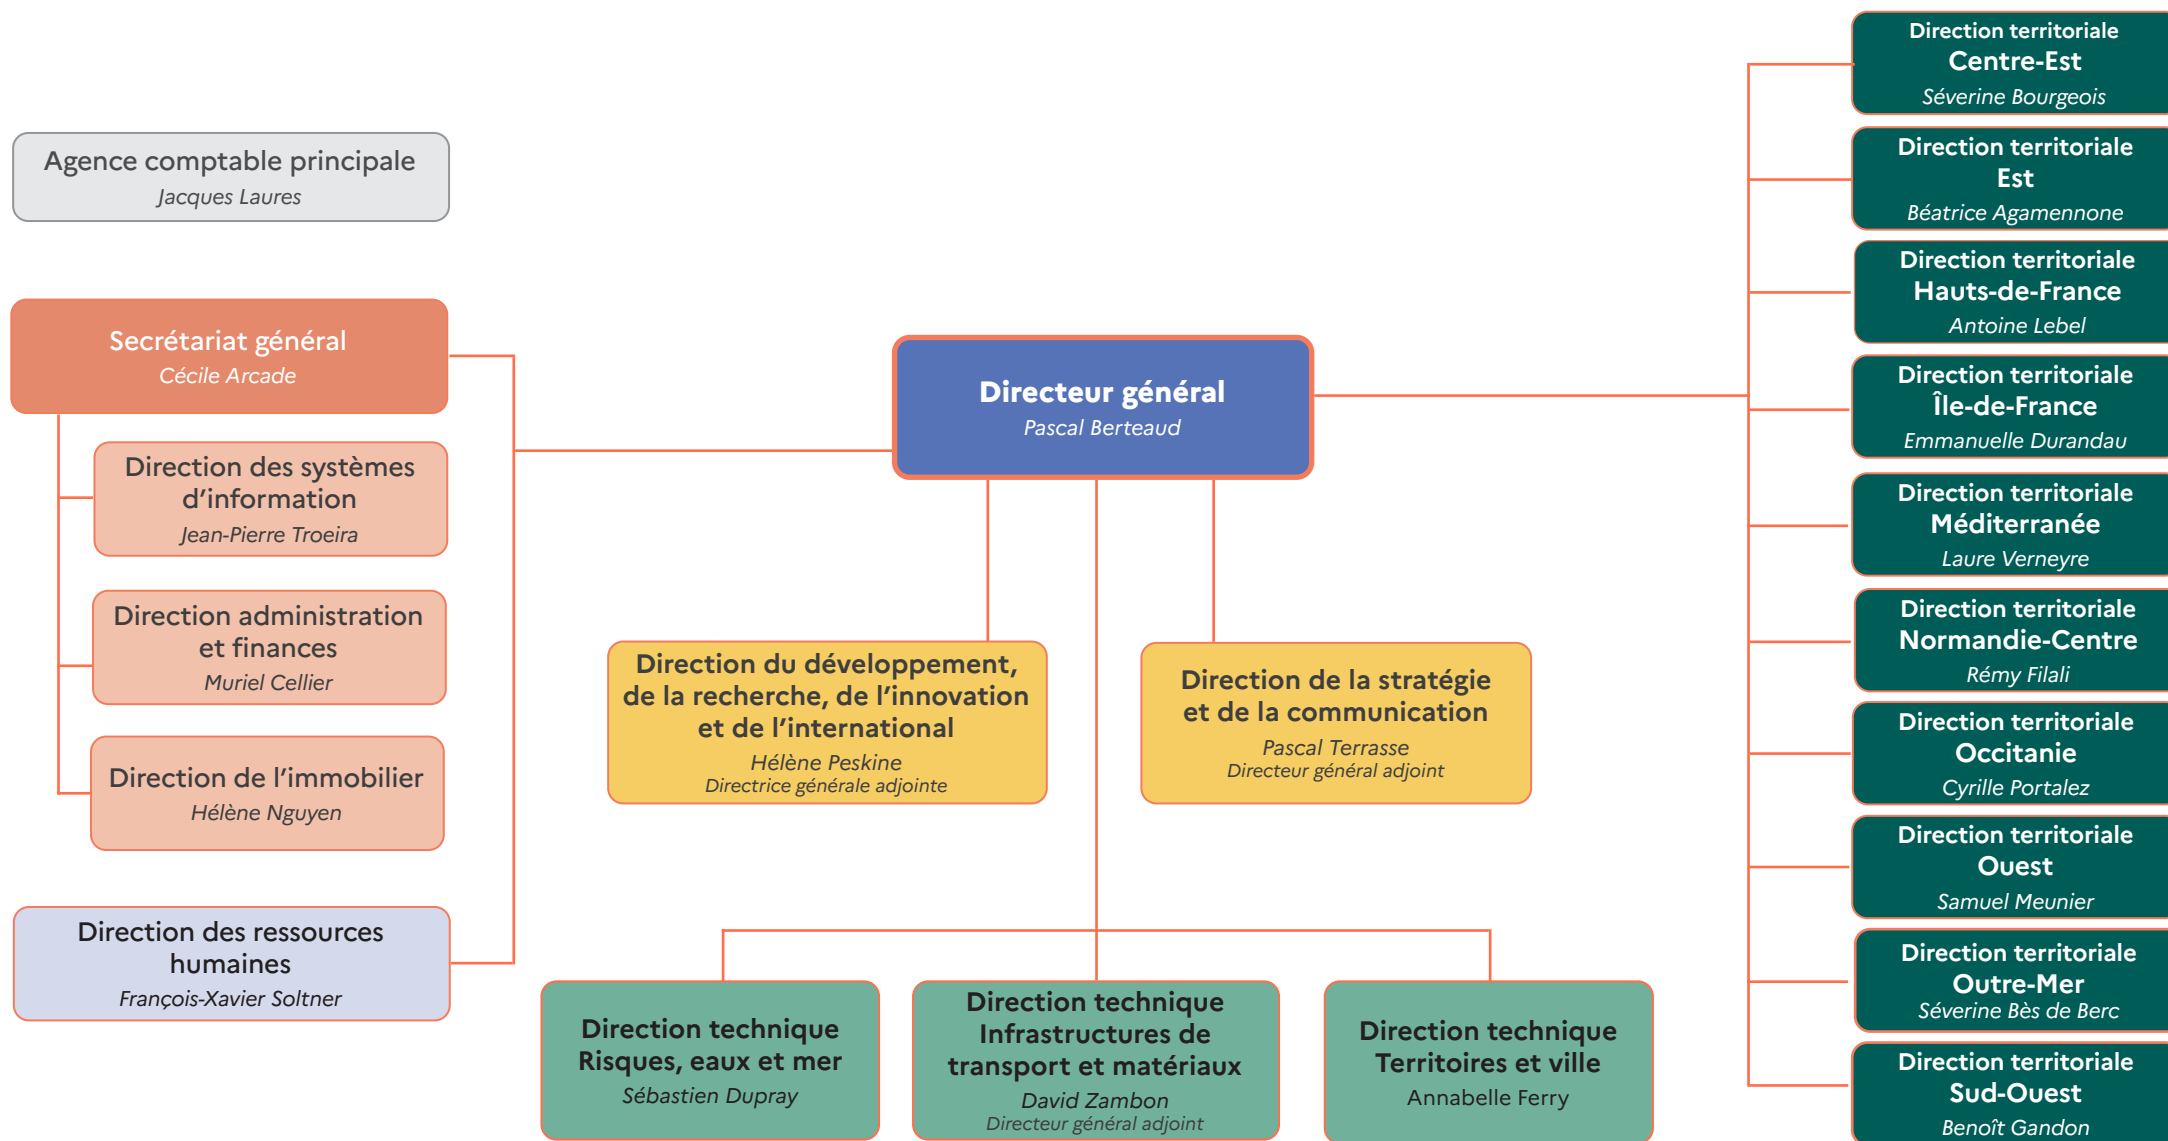 Agence comptable principale
Jacques Laures
Secrétariat général
Cécile Arcade
Direction des systèmes
d’information
Jean-Pierre Troeira
Direction administration
et finances
Muriel Cellier
Direction de l’immobilier
Hélène Nguyen
Direction des ressources
humaines
François-Xavier Soltner
Directeur général
Pascal Berteaud
Direction du développement,
de la recherche, de l’innovation
et de l’international
Hélène Peskine
Directrice générale adjointe
Direction de la stratégie
et de la communication
Pascal Terrasse
Directeur général adjoint
Direction technique
Risques, eaux et mer
Sébastien Dupray
Direction technique
Infrastructures de
transport et matériaux
David Zambon
Directeur général adjoint
Direction technique
Territoires et ville
Annabelle Ferry
Direction territoriale
Centre-Est
Séverine Bourgeois
Direction territoriale
Est
Béatrice Agamennone
Direction territoriale
Hauts-de-France
Antoine Lebel
Direction territoriale
Île-de-France
Emmanuelle Durandau
Direction territoriale
Méditerranée
Laure Verneyre
Direction territoriale
Normandie-Centre
Rémy Filali
Direction territoriale
Occitanie
Cyrille Portalez
Direction territoriale
Ouest
Samuel Meunier
Direction territoriale
Outre-Mer
Séverine Bès de Berc
Direction territoriale
Sud-Ouest
Benoît Gandon